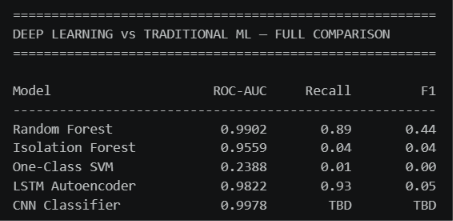 ============================================================
DEEP LEARNING vs TRADITIONAL ML — FULL COMPARISON
============================================================
Model ROC-AUC Recall F1
------------------------------------------------------------
Random Forest 0.9902 0.89 0.44
Isolation Forest 0.9559 0.04 0.04
One-Class SVM 0.2388 0.01 0.00
LSTM Autoencoder 0.9822 0.93 0.05
CNN Classifier 0.9978 TBD TBD